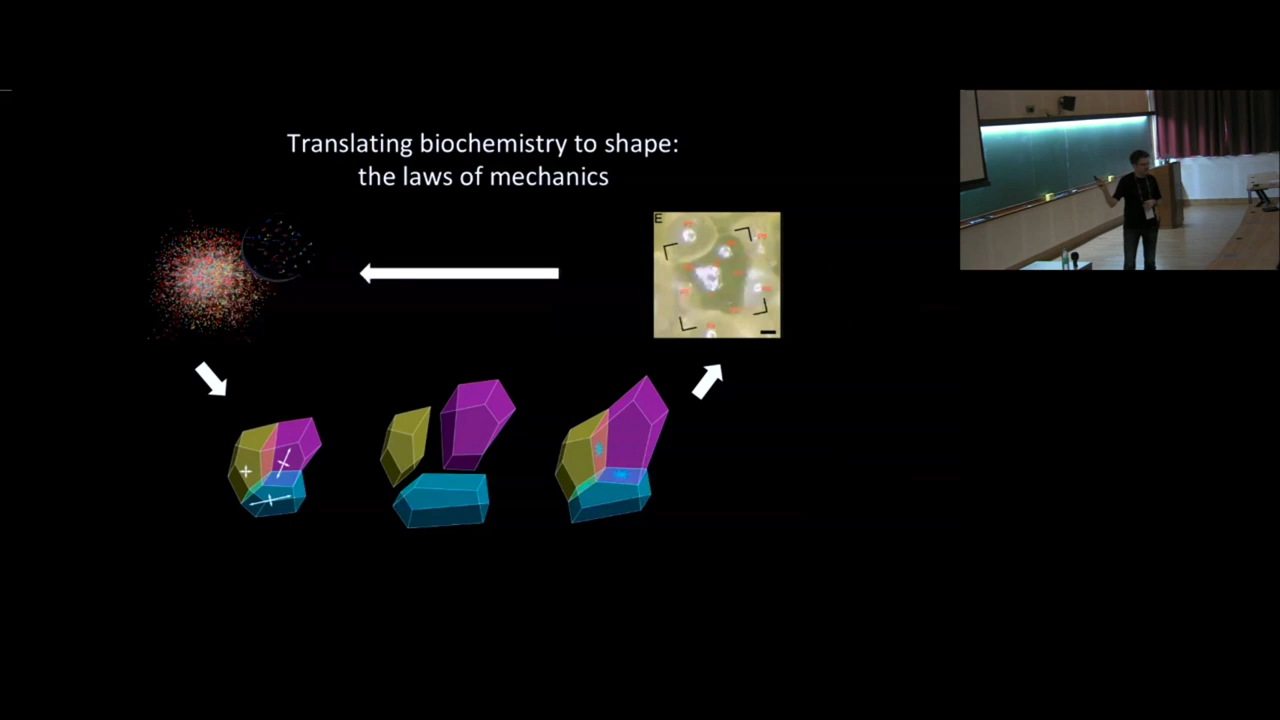 Translating biochemistry to shape:
the laws of mechanics
E